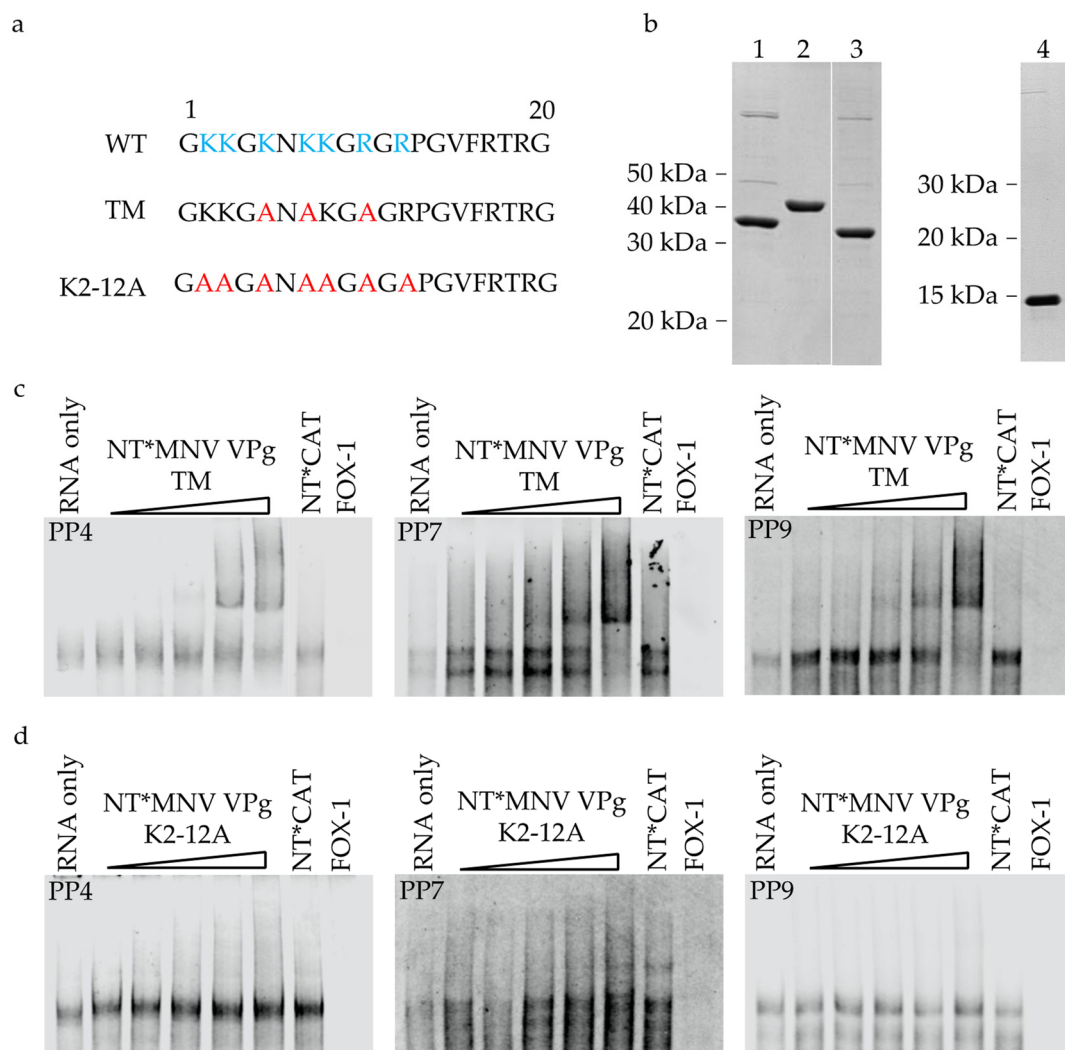 a
1 20
WT GKKGKNKKGRGRPGVFRTRG
TM GKKGANAKGAGRPGVFRTRG
K2-12A GAAGANAAGAGAPGVFRTRG
b
1 2 3 4
50 kDa
40 kDa
30 kDa
20 kDa
30 kDa
20 kDa
15 kDa
c
RNA only
NT*MNV VPg
TM
NT*CAT
FOX-1
PP4
RNA only
NT*MNV VPg
TM
NT*CAT
FOX-1
PP7
RNA only
NT*MNV VPg
TM
NT*CAT
FOX-1
PP9
d
RNA only
NT*MNV VPg
K2-12A
NT*CAT
FOX-1
PP4
RNA only
NT*MNV VPg
K2-12A
NT*CAT
FOX-1
PP7
RNA only
NT*MNV VPg
K2-12A
NT*CAT
FOX-1
PP9